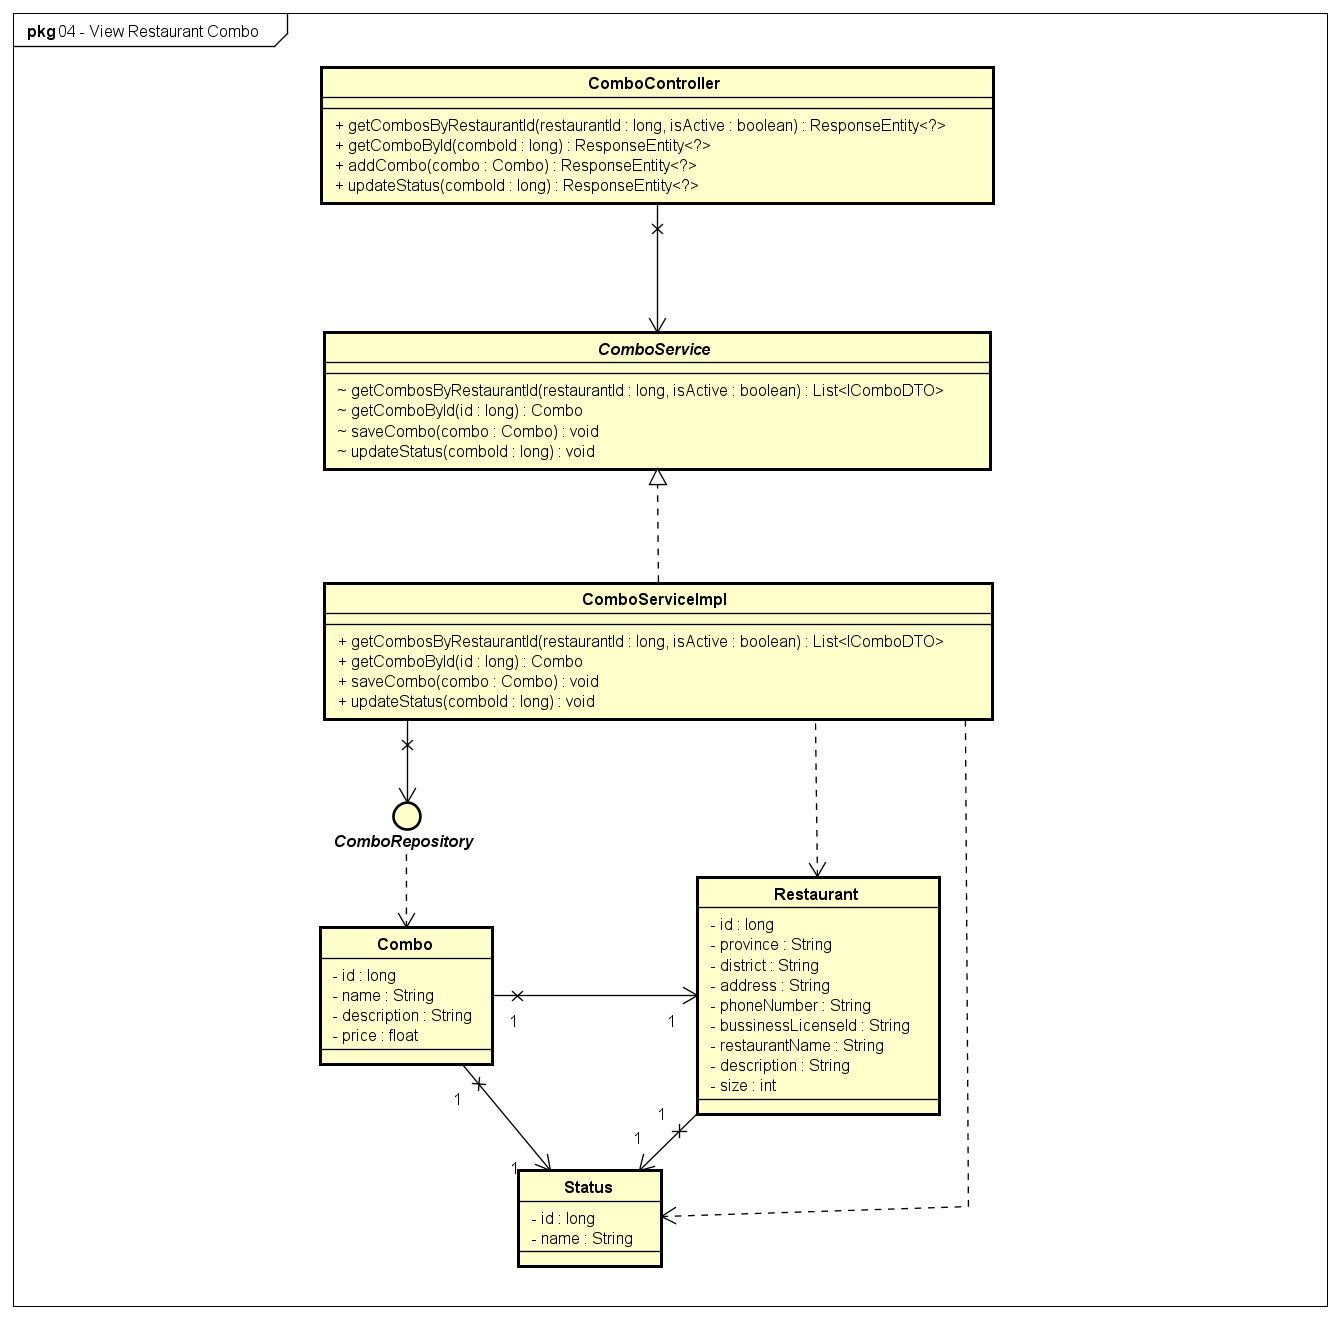 pkg 04 - View Restaurant Combo
ComboController
+ getCombosByRestaurantId(restaurantId : long, isActive : boolean) : ResponseEntity<?>
+ getComboById(comboId : long) : ResponseEntity<?>
+ addCombo(combo : Combo) : ResponseEntity<?>
+ updateStatus(comboId : long) : ResponseEntity<?>
ComboService
~ getCombosByRestaurantId(restaurantId : long, isActive : boolean) : List<IComboDTO>
~ getComboById(id : long) : Combo
~ saveCombo(combo : Combo) : void
~ updateStatus(comboId : long) : void
ComboServiceImpl
+ getCombosByRestaurantId(restaurantId : long, isActive : boolean) : List<IComboDTO>
+ getComboById(id : long) : Combo
+ saveCombo(combo : Combo) : void
+ updateStatus(comboId : long) : void
ComboRepository
Combo
- id : long
- name : String
- description : String
- price : float
Restaurant
- id : long
- province : String
- district : String
- address : String
- phoneNumber : String
- bussinessLicenseId : String
- restaurantName : String
- description : String
- size : int
1
1
1
1
1
1
Status
- id : long
- name : String